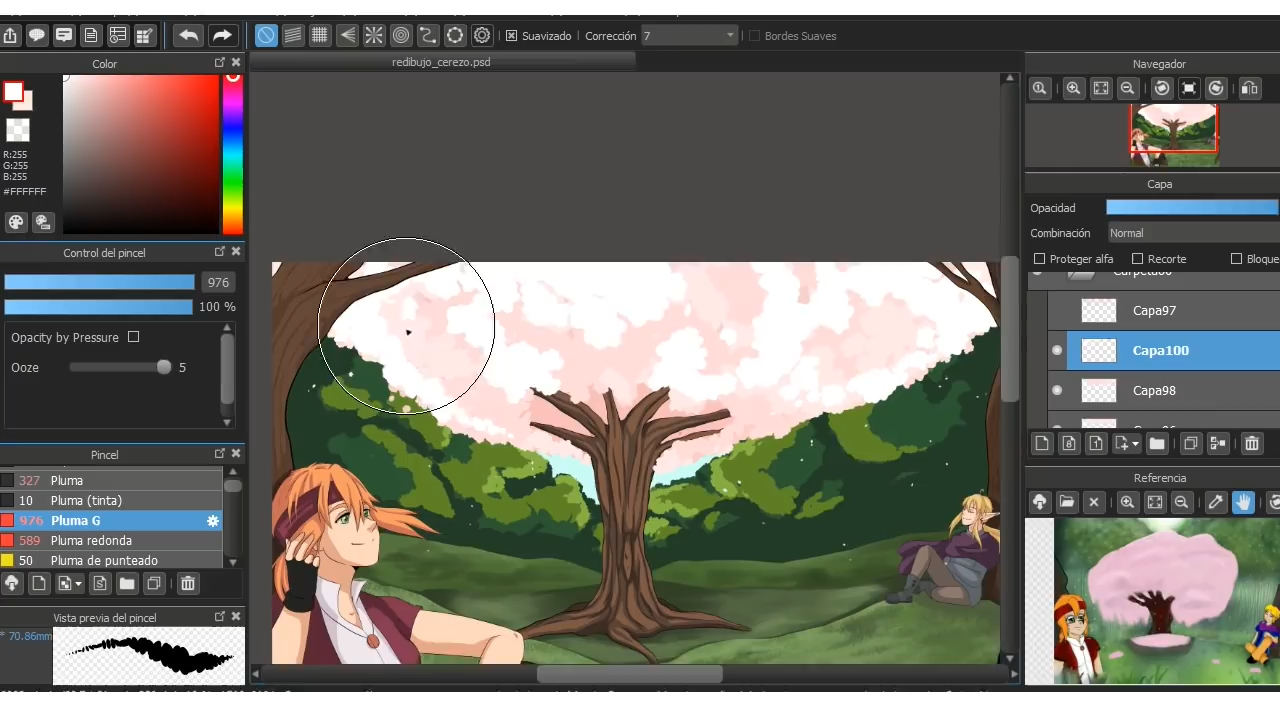 Suavizado
Corrección
7
Bordes Suaves
Color
redibujo_cerezo.psd
Navegador
R:255
G:255
B:255
#FFFFFF
Capa
Opacidad
Combinación
Normal
Proteger alfa
Recorte
Bloque
Control del pincel
976
100 %
Opacity by Pressure
Ooze
5
Capa97
Capa100
Capa98
Pincel
327 Pluma
10 Pluma (tinta)
976 Pluma G
589 Pluma redonda
50 Pluma de punteado
Referencia
Vista previa del pincel
* 70.86mm